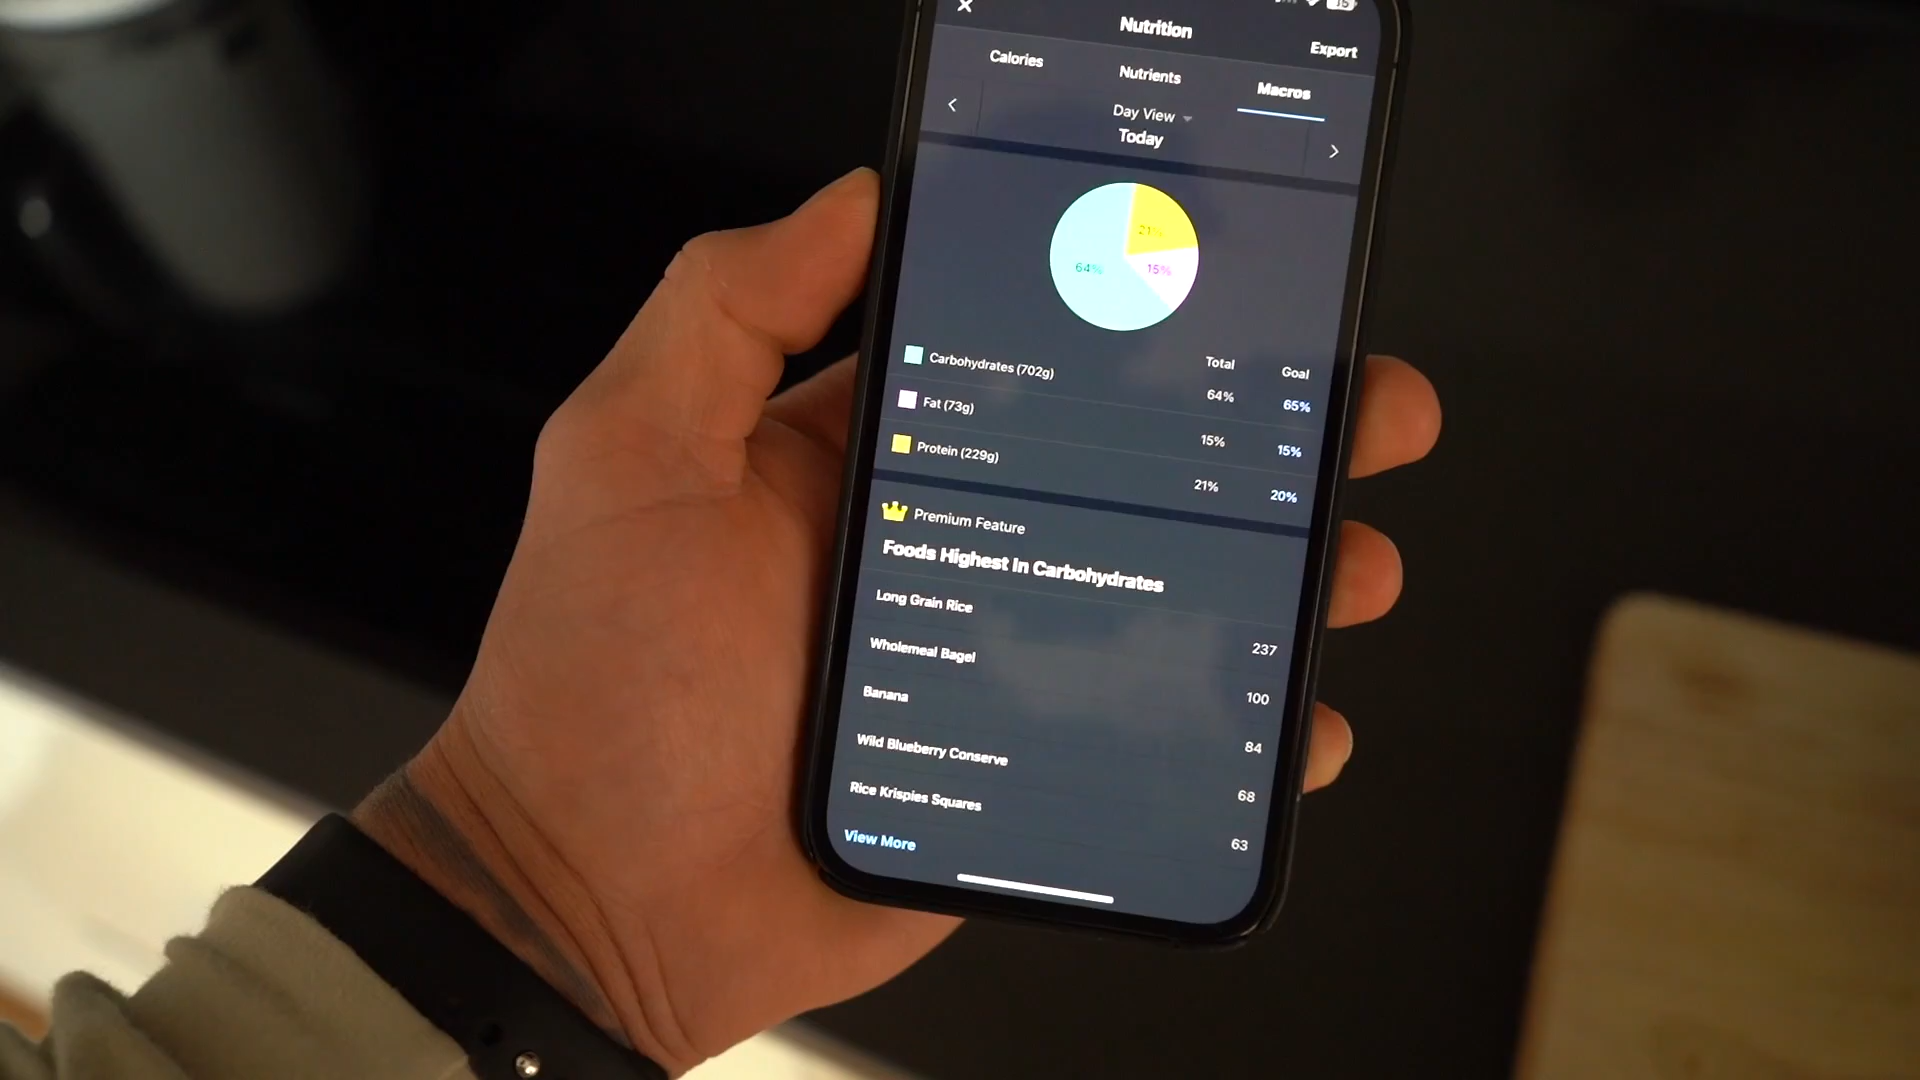 15
Nutrition
Export
Calories Nutrients Macros
Day View
Today
21%
64% 15%
Total Goal
Carbohydrates (702g) 64% 65%
Fat (73g) 15% 15%
Protein (229g) 21% 20%
Premium Feature
Foods Highest In Carbohydrates
Long Grain Rice 237
Wholemeal Bagel 100
Banana 84
Wild Blueberry Conserve 68
Rice Krispies Squares 63
View More